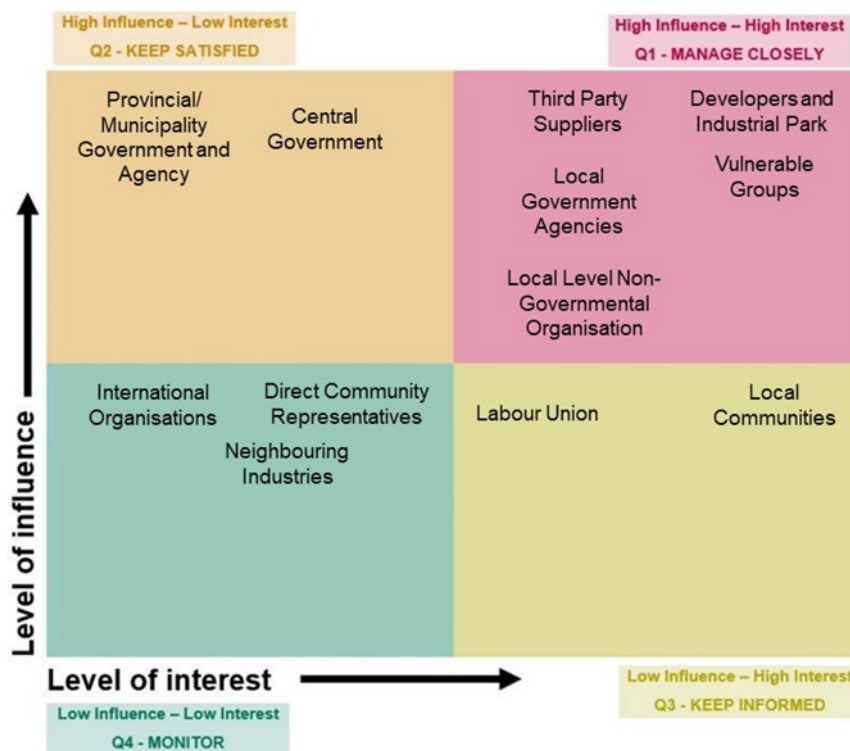 High Influence – Low Interest
Q2 - KEEP SATISFIED
High Influence – High Interest
Q1 - MANAGE CLOSELY
Provincial/
Municipality
Government and
Agency
Central
Government
Third Party
Suppliers
Developers and
Industrial Park
Local
Government
Agencies
Vulnerable
Groups
Local Level Non-
Governmental
Organisation
International
Organisations
Direct Community
Representatives
Neighbouring
Industries
Labour Union
Local
Communities
Level of influence
Level of interest
Low Influence – Low Interest
Q4 - MONITOR
Low Influence – High Interest
Q3 - KEEP INFORMED